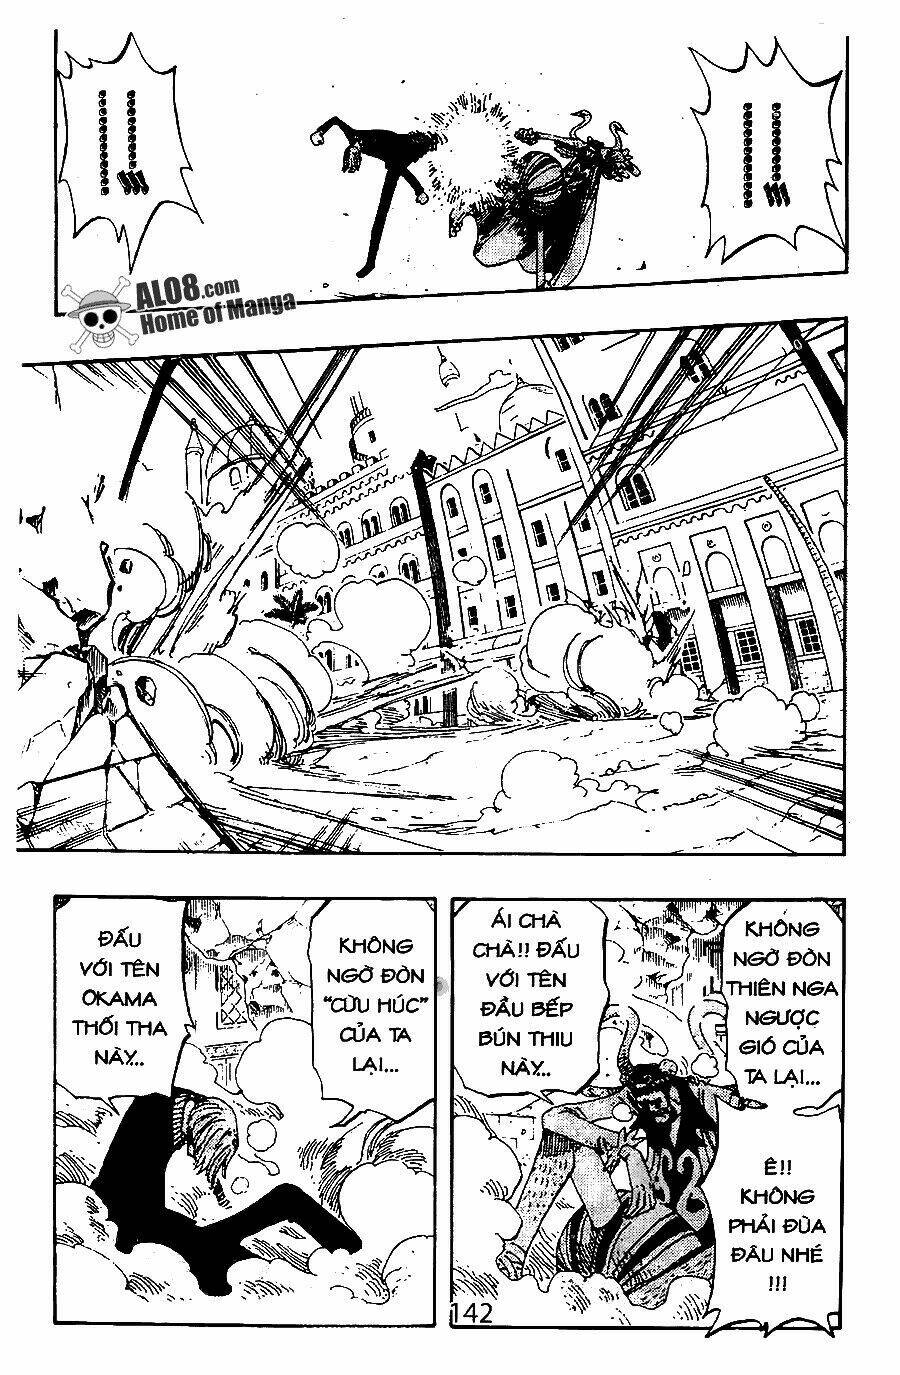 ..........!!!
..........!!!
AL08.com
Home of Manga
KHÔNG
NGỜ ĐÒN
THIÊN NGA
NGƯỢC
GIÓ CỦA
TA LẠI...
ÁI CHÀ
CHÀ!! ĐẤU
VỚI TÊN
ĐẦU BẾP
BÚN THIU
NÀY...
Ê!!
KHÔNG
PHẢI ĐÙA
ĐÂU NHÉ
!!!
KHÔNG
NGỜ ĐÒN
“CỪU HÚC”
CỦA TA
LẠI...
ĐẤU
VỚI TÊN
OKAMA
THỐI THA
NÀY...
142